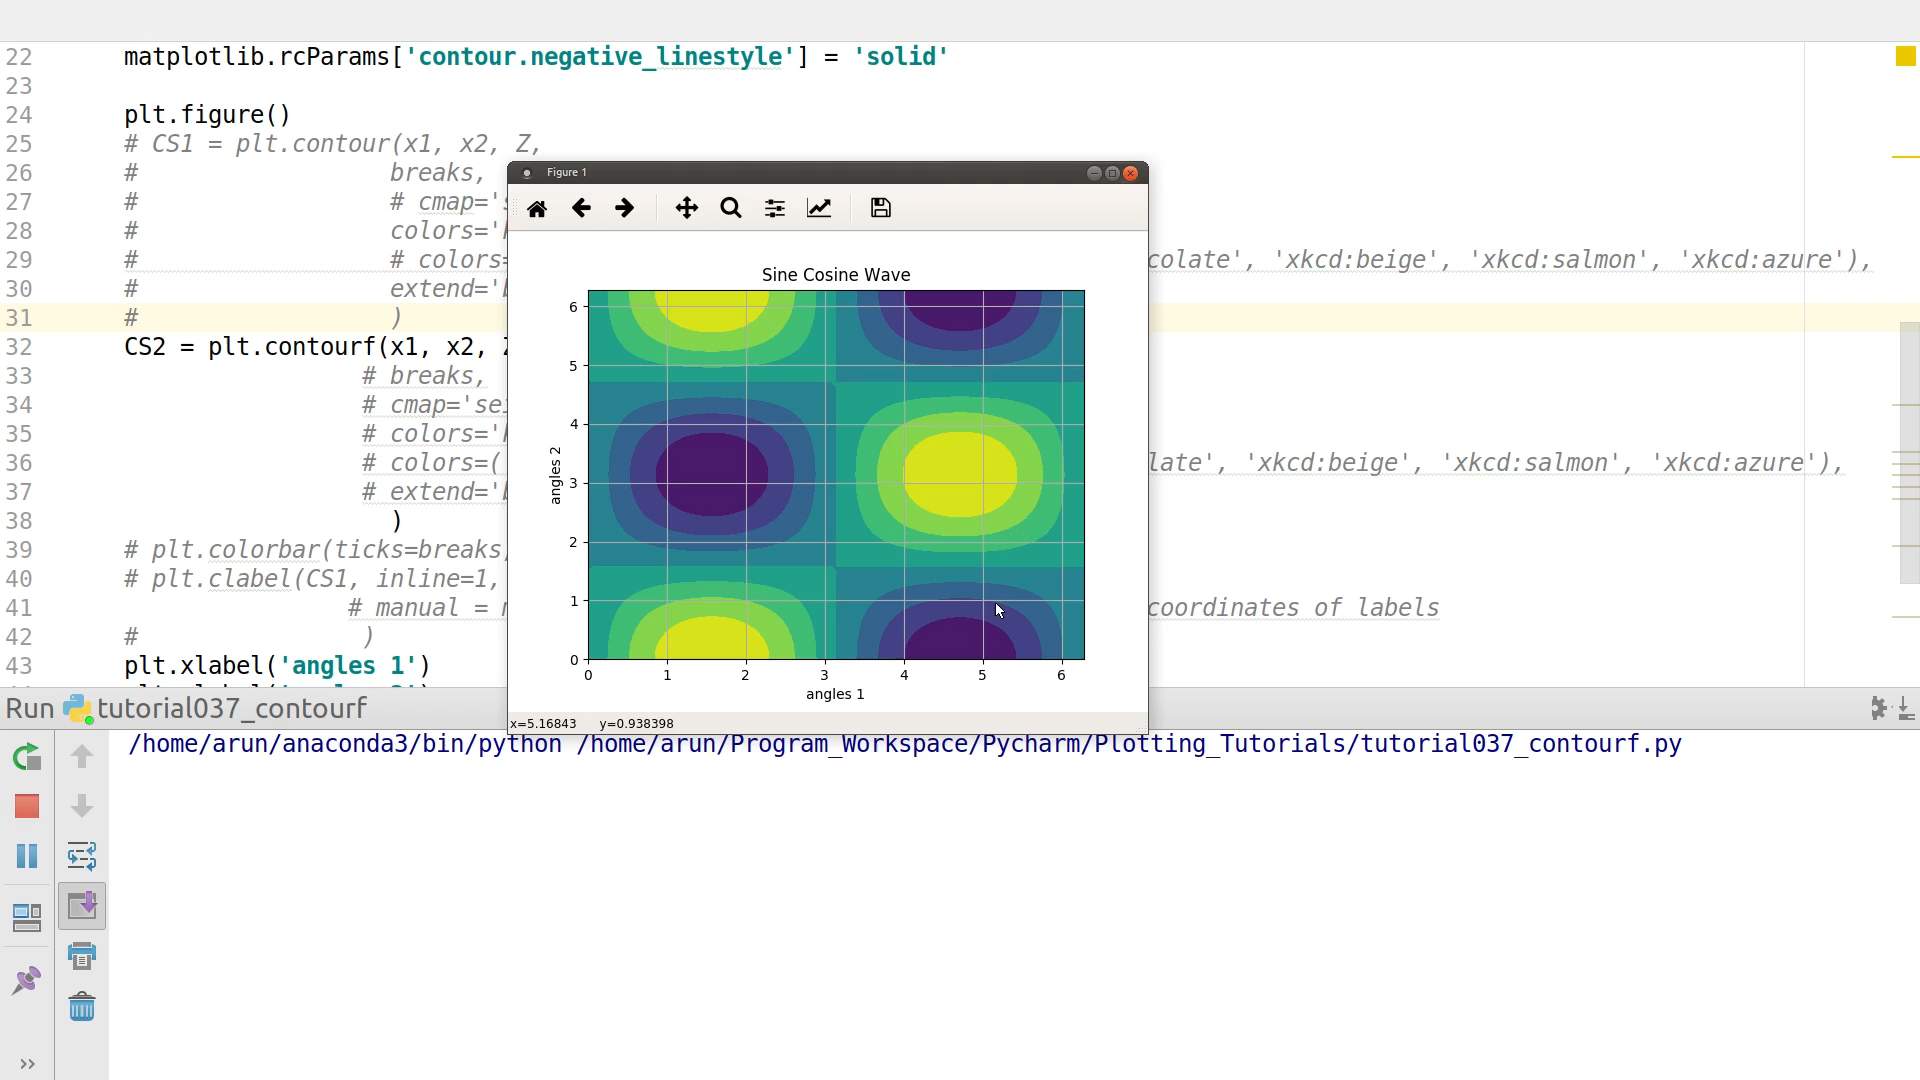 22 matplotlib.rcParams['contour.negative_linestyle'] = 'solid'
23
24 plt.figure()
25 # CS1 = plt.contour(x1, x2, Z,
26 # breaks,
27 # # cmap='s
28 # colors='
29 # # colors= colate', 'xkcd:beige', 'xkcd:salmon', 'xkcd:azure'),
30 # extend='
31 # )
32 CS2 = plt.contourf(x1, x2,
33 # breaks,
34 # cmap='se
35 # colors='
36 # colors=( late', 'xkcd:beige', 'xkcd:salmon', 'xkcd:azure'),
37 # extend='
38 )
39 # plt.colorbar(ticks=breaks
40 # plt.clabel(CS1, inline=1,
41 # manual = coordinates of labels
42 # )
43 plt.xlabel('angles 1')
Figure 1
Sine Cosine Wave
6
5
4
3
2
1
0
angles 2
0 1 2 3 4 5 6
angles 1
x=5.16843 y=0.938398
Run tutorial037_contourf
/home/arun/anaconda3/bin/python /home/arun/Program_Workspace/Pycharm/Plotting_Tutorials/tutorial037_contourf.py